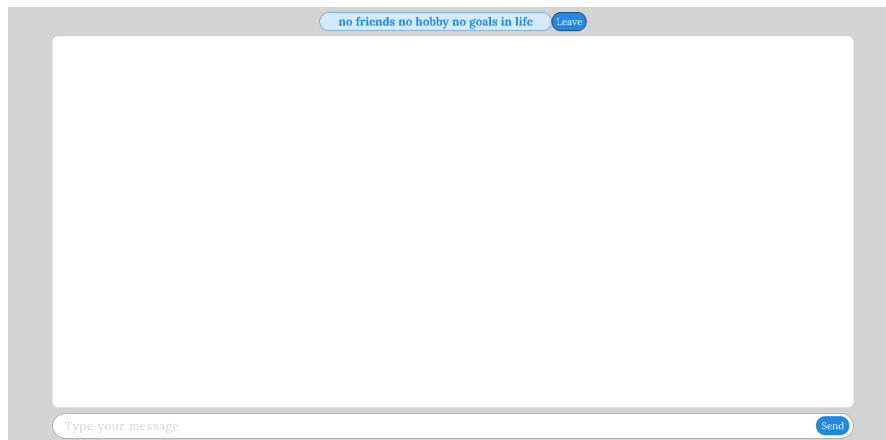 no friends no hobby no goals in life Leave
Type your message Send